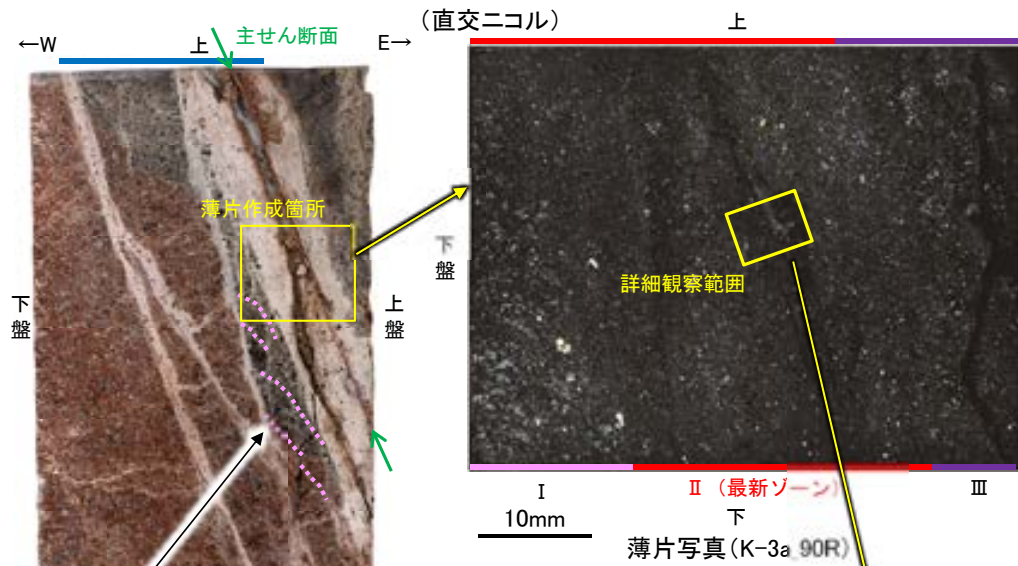 (直交ニコル)
←W
上
主せん断面
E→
上
薄片作成箇所
下盤
上盤
下盤
詳細観察範囲
Ⅰ
Ⅱ (最新ゾーン)
Ⅲ
10mm
下
薄片写真(K-3a_90R)